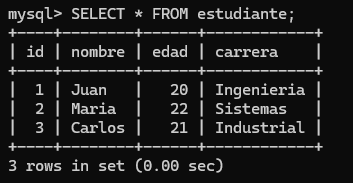 mysql> SELECT * FROM estudiante;
+----+--------+------+------------+
| id | nombre | edad | carrera    |
+----+--------+------+------------+
|  1 | Juan   |   20 | Ingenieria |
|  2 | Maria  |   22 | Sistemas   |
|  3 | Carlos |   21 | Industrial |
+----+--------+------+------------+
3 rows in set (0.00 sec)